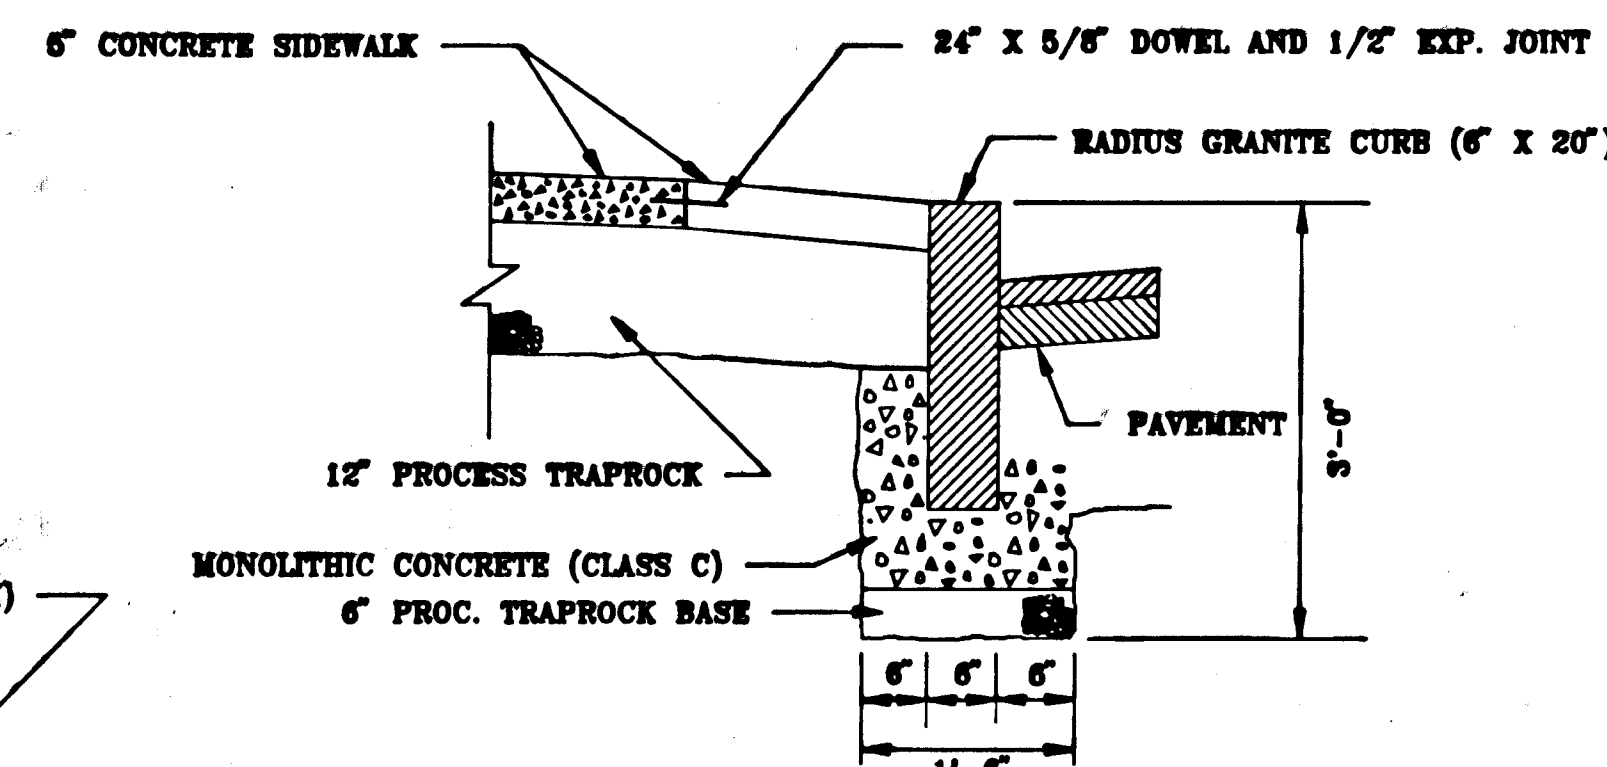 5" CONCRETE SIDEWALK
24" X 5/8" DOWEL AND 1/2" EXP. JOINT
RADIUS GRANITE CURB (6" X 20")
PAVEMENT
3'-0"
12" PROCESS TRAPROCK
MONOLITHIC CONCRETE (CLASS C)
6" PROC. TRAPROCK BASE
6" 6" 6"